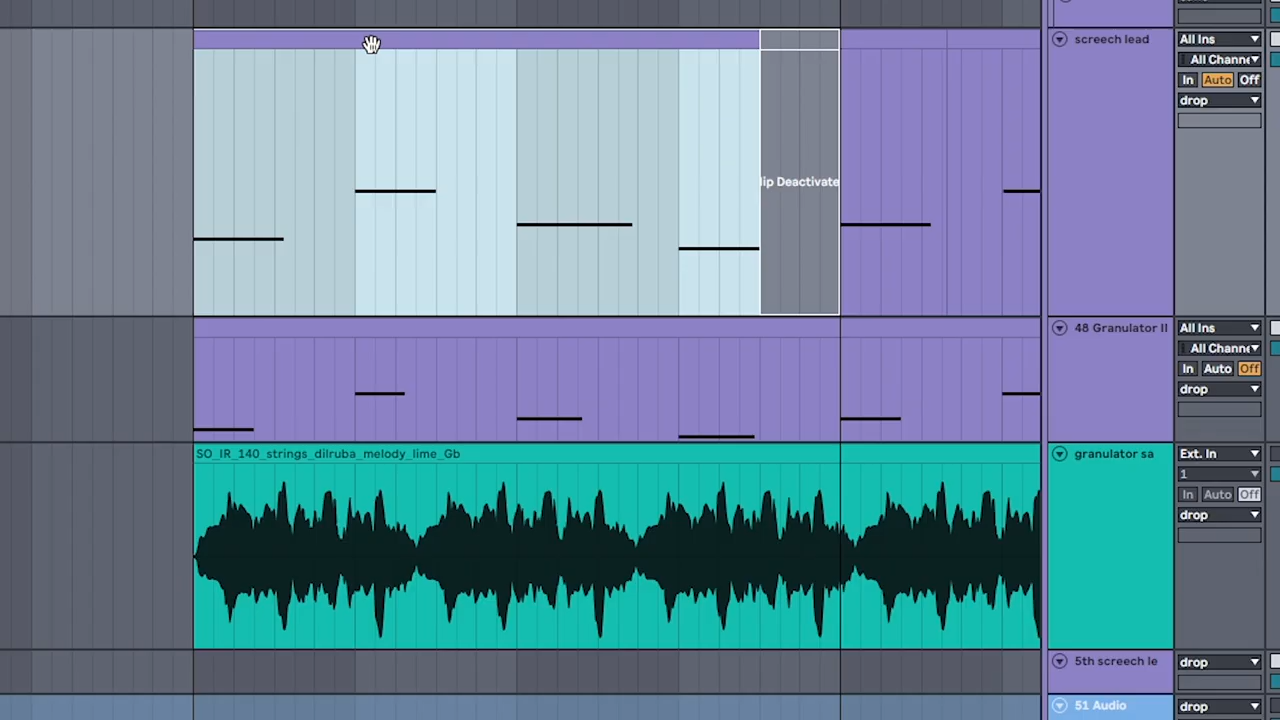 screech lead
All Ins
All Channe
In Auto Off
drop
lip Deactivate
48 Granulator II
All Ins
All Channe
In Auto Off
drop
SO_IR_140_strings_dilruba_melody_lime_Gb
granulator sa
Ext. In
1
In Auto Off
drop
5th screech le
drop
51 Audio
drop